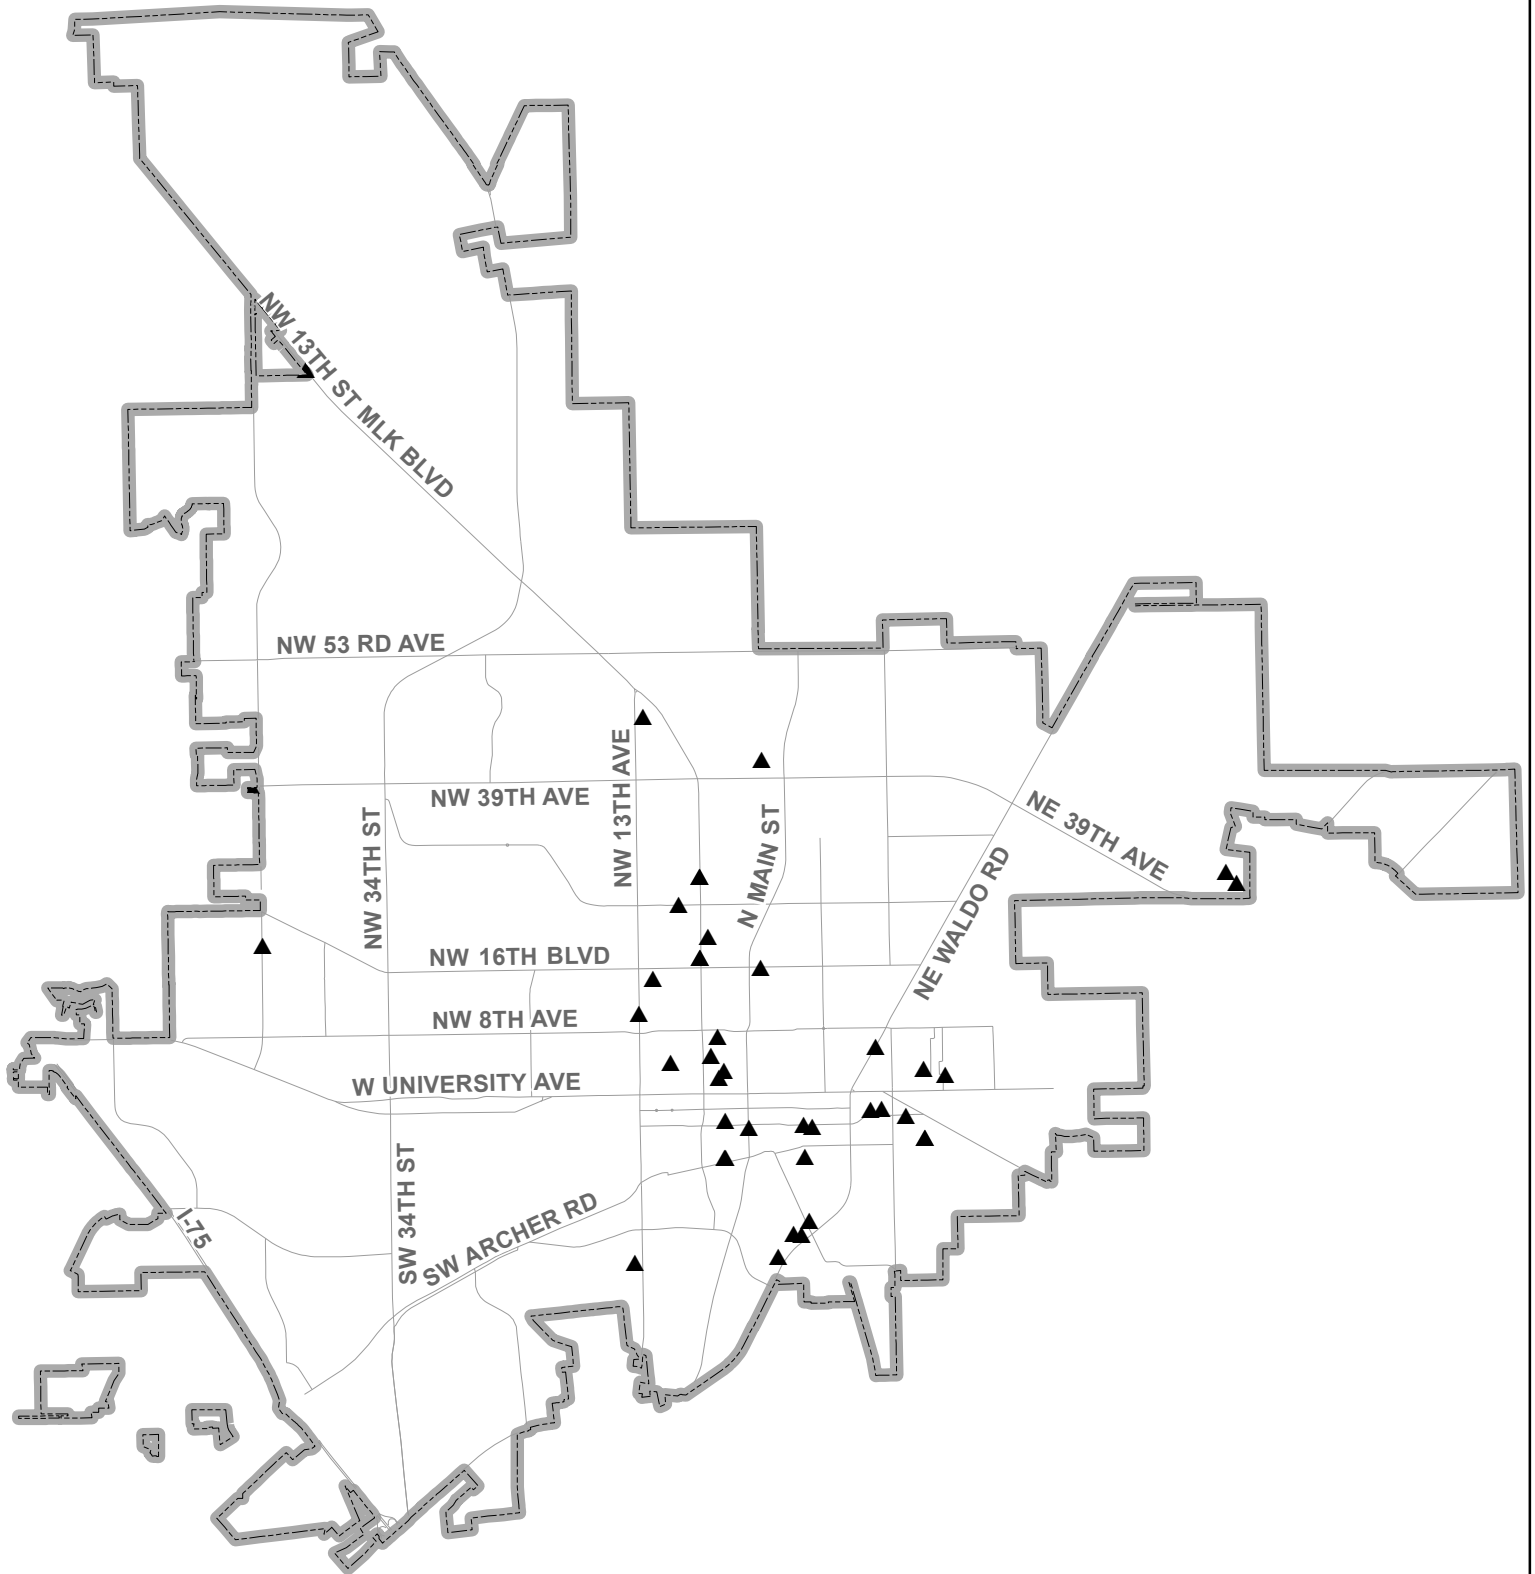 NW 13TH ST MLK BLVD
NW 53 RD AVE
NW 13TH AVE
NW 39TH AVE
NE 39TH AVE
NW 34TH ST
N MAIN ST
NE WALDO RD
NW 16TH BLVD
NW 8TH AVE
W UNIVERSITY AVE
SW 34TH ST
I-75
SW ARCHER RD